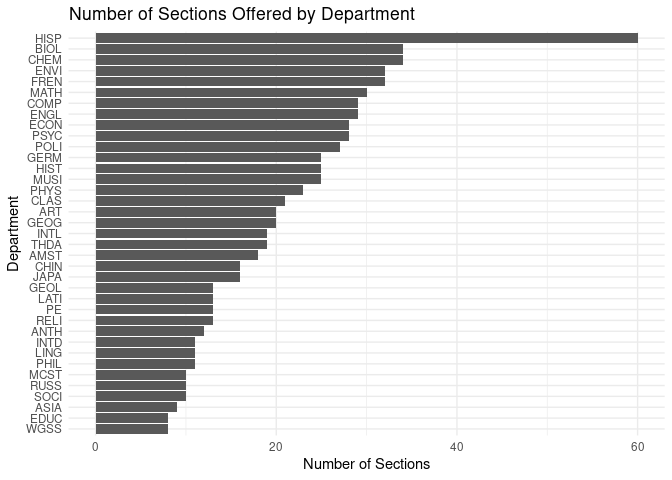 Number of Sections Offered by Department
HISP
BIOL
CHEM
ENVI
FREN
MATH
COMP
ENGL
ECON
PSYC
POLI
GERM
HIST
MUSI
PHYS
CLAS
ART
GEOG
INTL
THDA
AMST
CHIN
JAPA
GEOL
LATI
PE
RELI
ANTH
INTD
LING
PHIL
MCST
RUSS
SOCI
ASIA
EDUC
WGSS
Department
0 20 40 60
Number of Sections